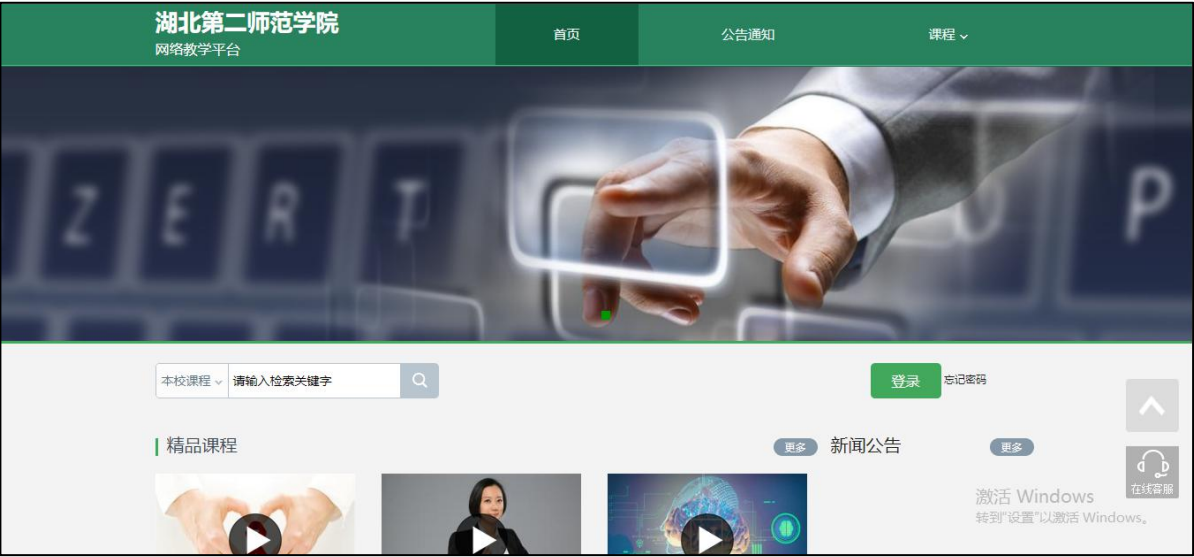 湖北第二师范学院
网络教学平台
首页
公告通知
课程
Z E R T U O P
本校课程
请输入检索关键字
登录
忘记密码
精品课程
更多
新闻公告
更多
在线客服
激活 Windows
转到"设置"以激活 Windows。